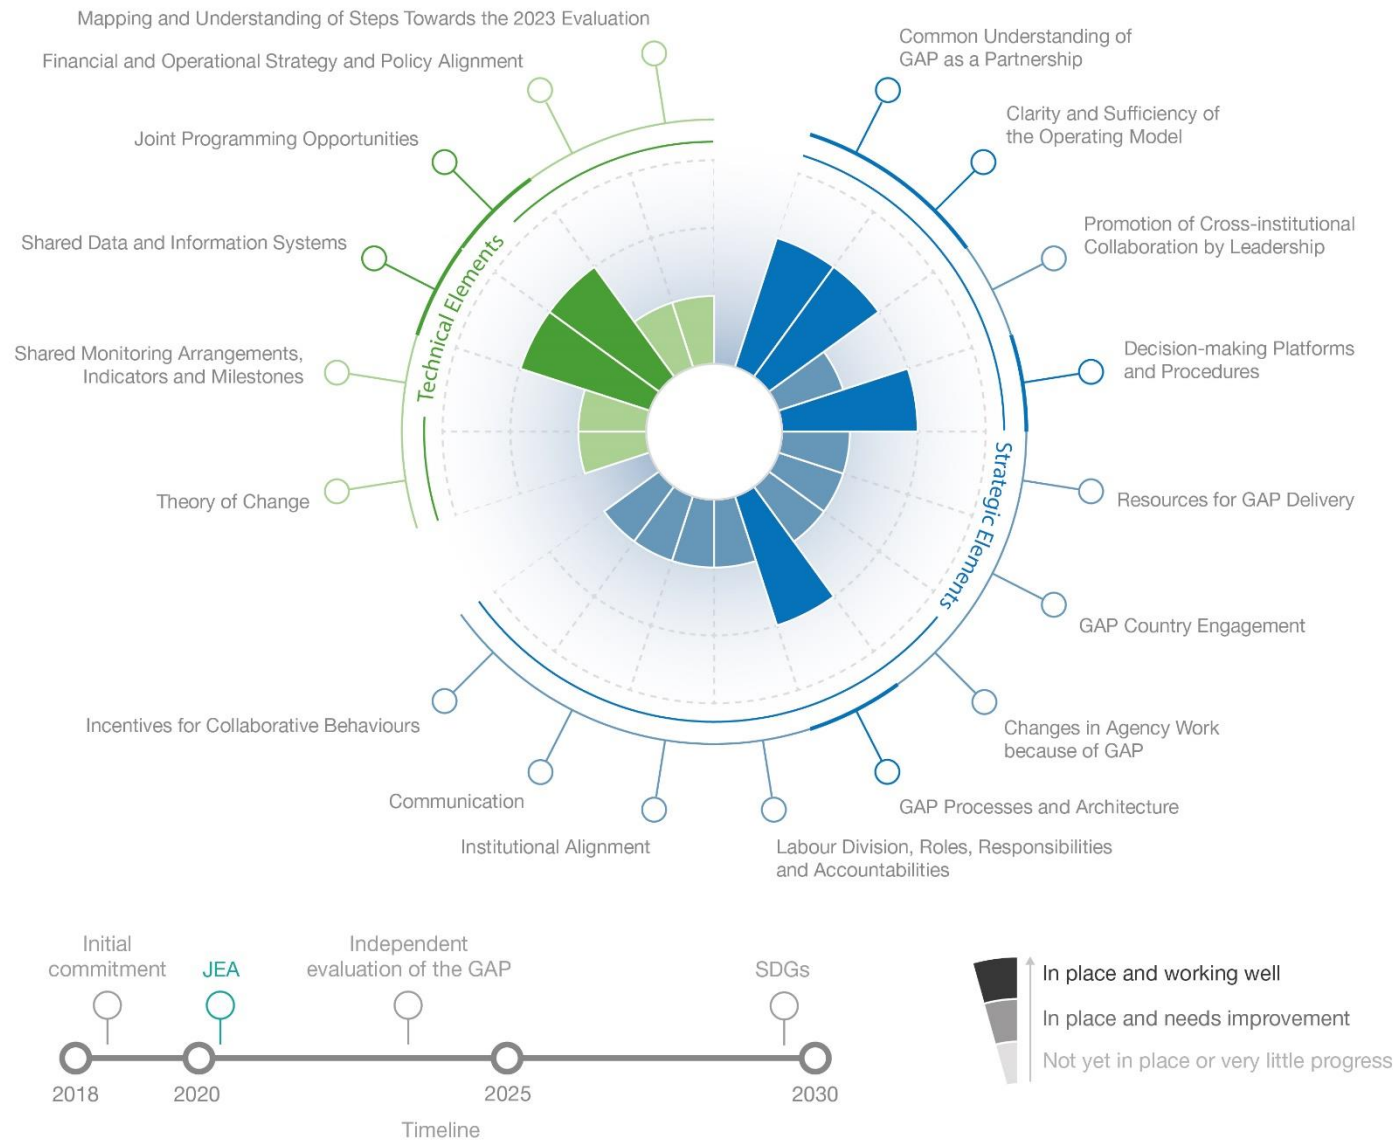 Mapping and Understanding of Steps Towards the 2023 Evaluation
Financial and Operational Strategy and Policy Alignment
Joint Programming Opportunities
Shared Data and Information Systems
Shared Monitoring Arrangements,
Indicators and Milestones
Theory of Change
Technical Elements
Common Understanding of
GAP as a Partnership
Clarity and Sufficiency of
the Operating Model
Promotion of Cross-institutional
Collaboration by Leadership
Decision-making Platforms
and Procedures
Resources for GAP Delivery
GAP Country Engagement
Changes in Agency Work
because of GAP
GAP Processes and Architecture
Labour Division, Roles, Responsibilities
and Accountabilities
Institutional Alignment
Communication
Incentives for Collaborative Behaviours
Strategic Elements
Initial
commitment
JEA
Independent
evaluation of the GAP
SDGs
2018
2020
2025
2030
Timeline
In place and working well
In place and needs improvement
Not yet in place or very little progress